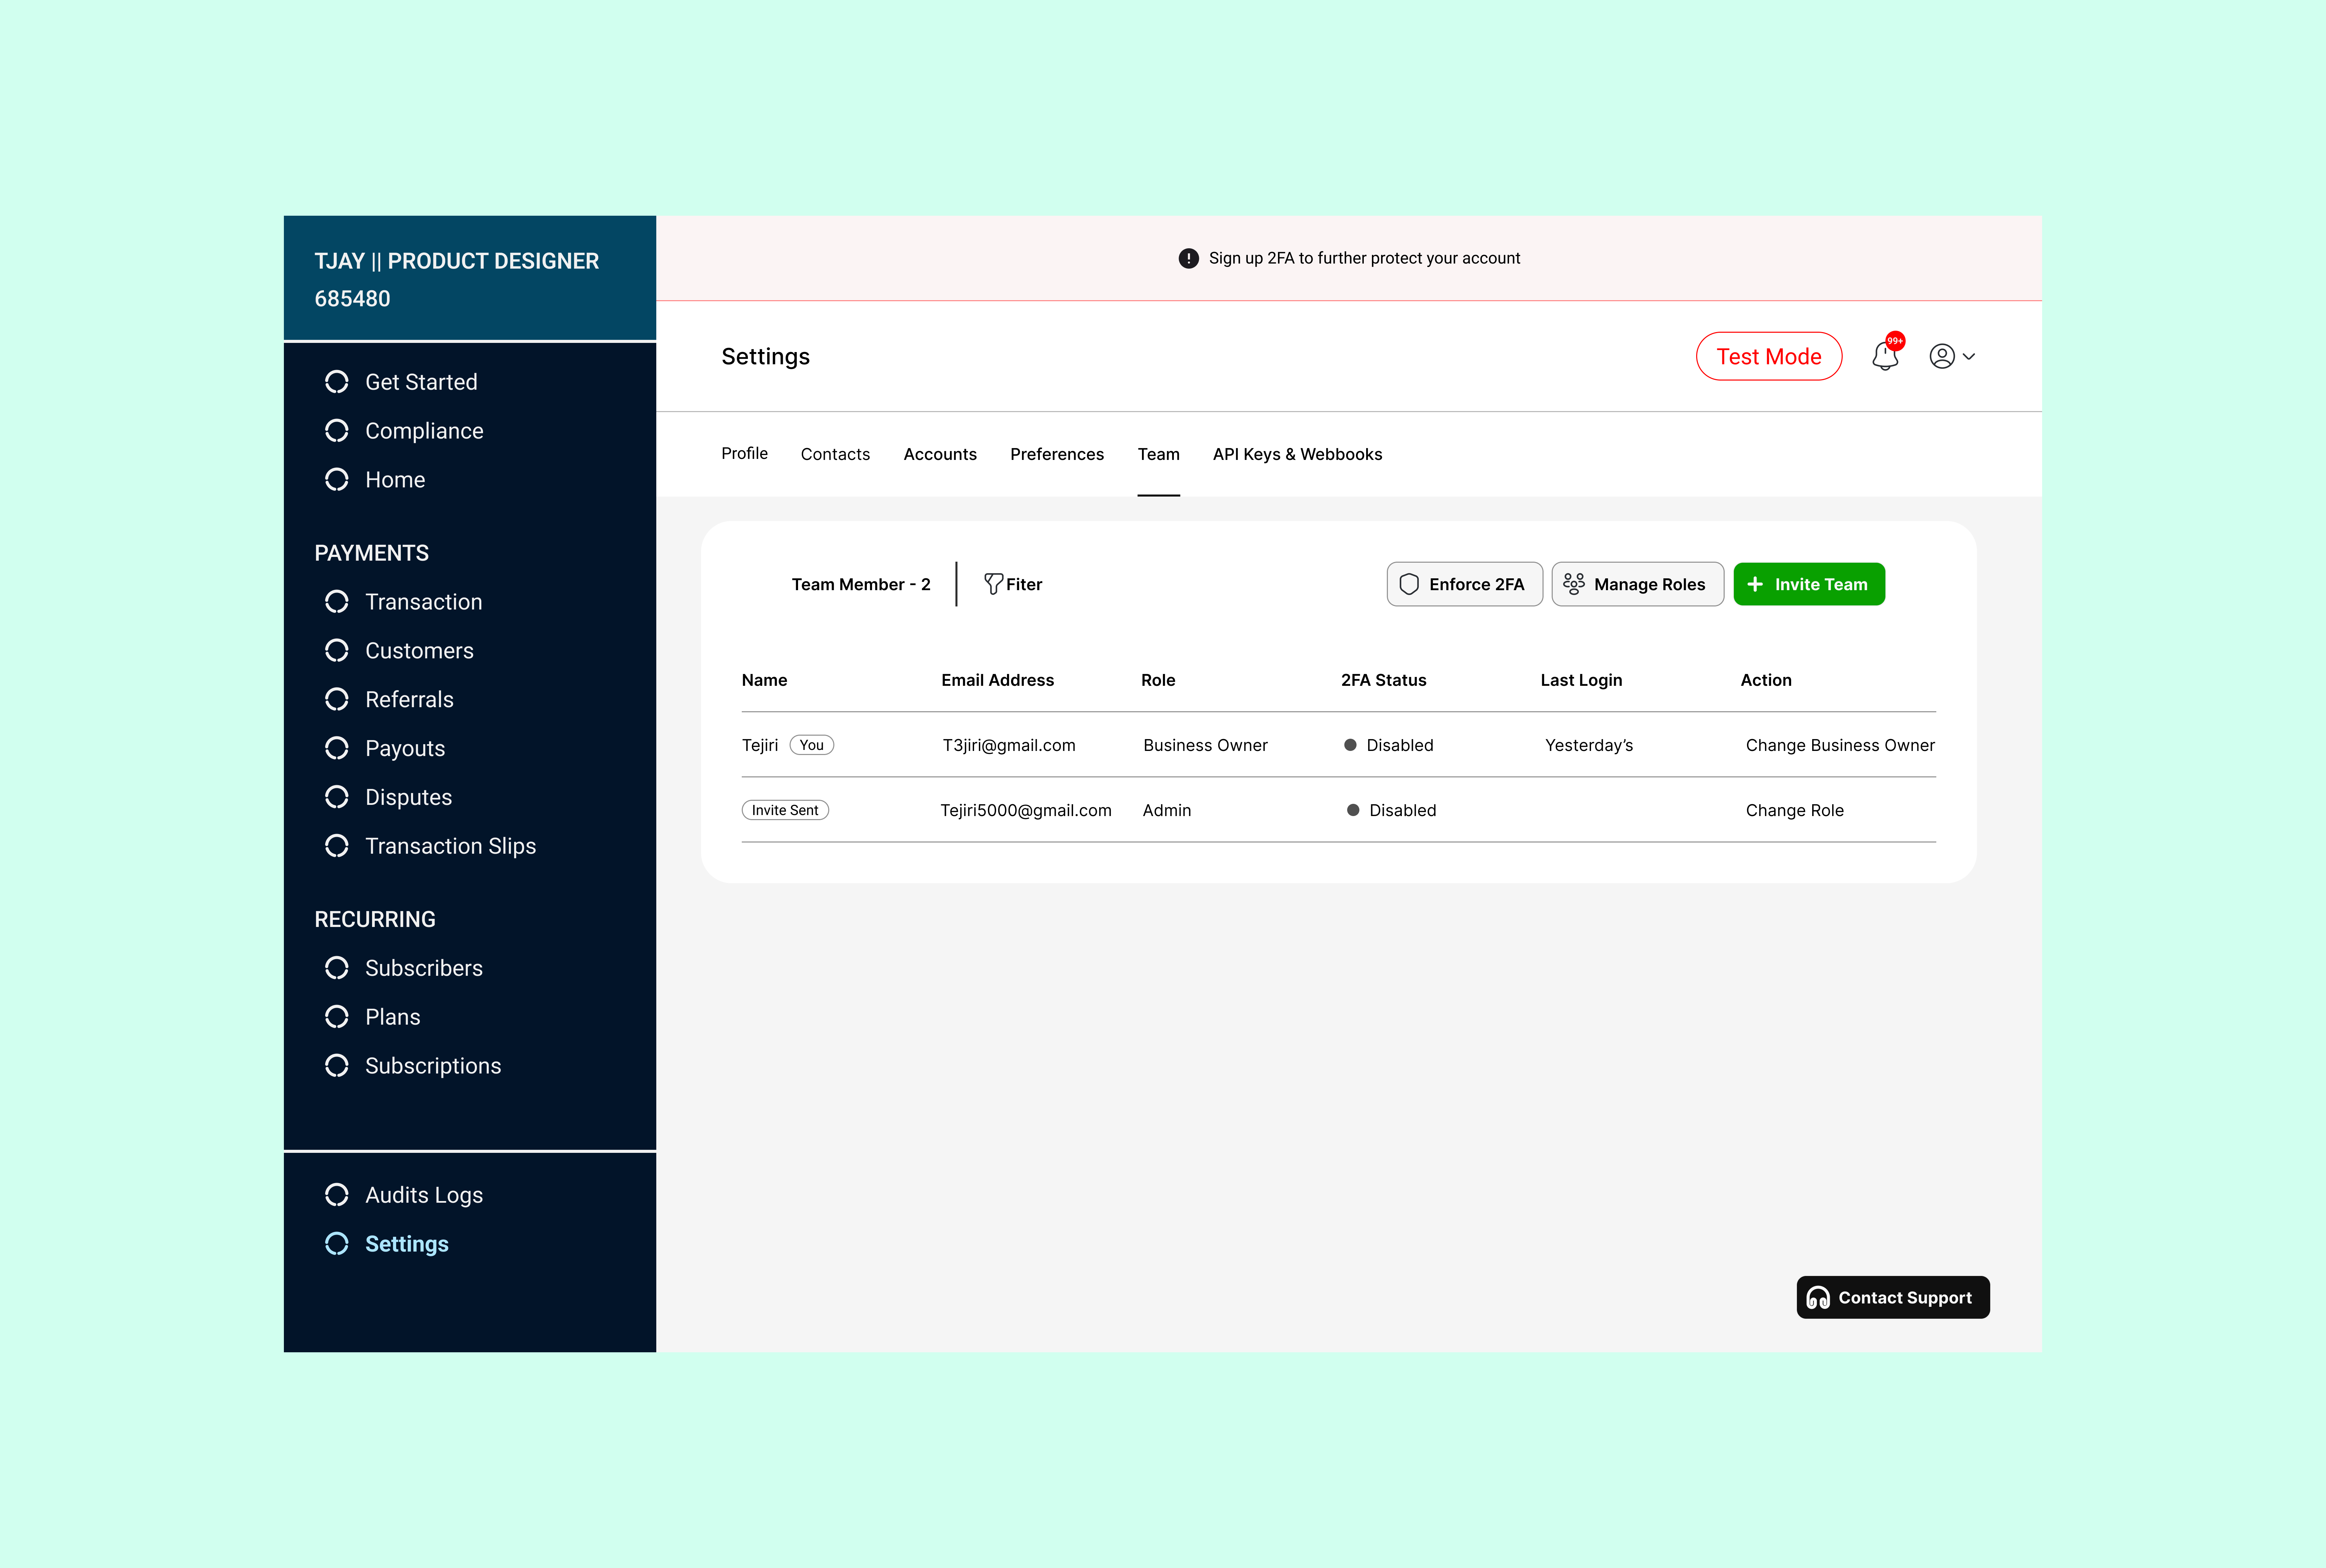 TJAY || PRODUCT DESIGNER
685480
Get Started
Compliance
Home
PAYMENTS
Transaction
Customers
Referrals
Payouts
Disputes
Transaction Slips
RECURRING
Subscribers
Plans
Subscriptions
Audits Logs
Settings
Sign up 2FA to further protect your account
Settings
Test Mode
99+
Profile Contacts Accounts Preferences Team API Keys & Webbooks
Team Member - 2 Fiter Enforce 2FA Manage Roles Invite Team
Name Email Address Role 2FA Status Last Login Action
Tejiri You T3jiri@gmail.com Business Owner Disabled Yesterday’s Change Business Owner
Invite Sent Tejiri5000@gmail.com Admin Disabled Change Role
Contact Support